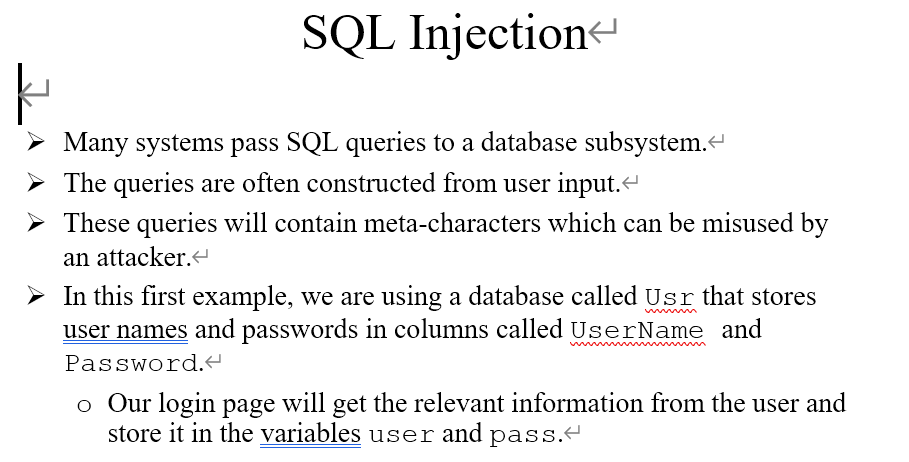 SQL Injection
Many systems pass SQL queries to a database subsystem.
The queries are often constructed from user input.
These queries will contain meta-characters which can be misused by
an attacker.
In this first example, we are using a database called Usr that stores
user names and passwords in columns called UserName and
Password.
o Our login page will get the relevant information from the user and
store it in the variables user and pass.